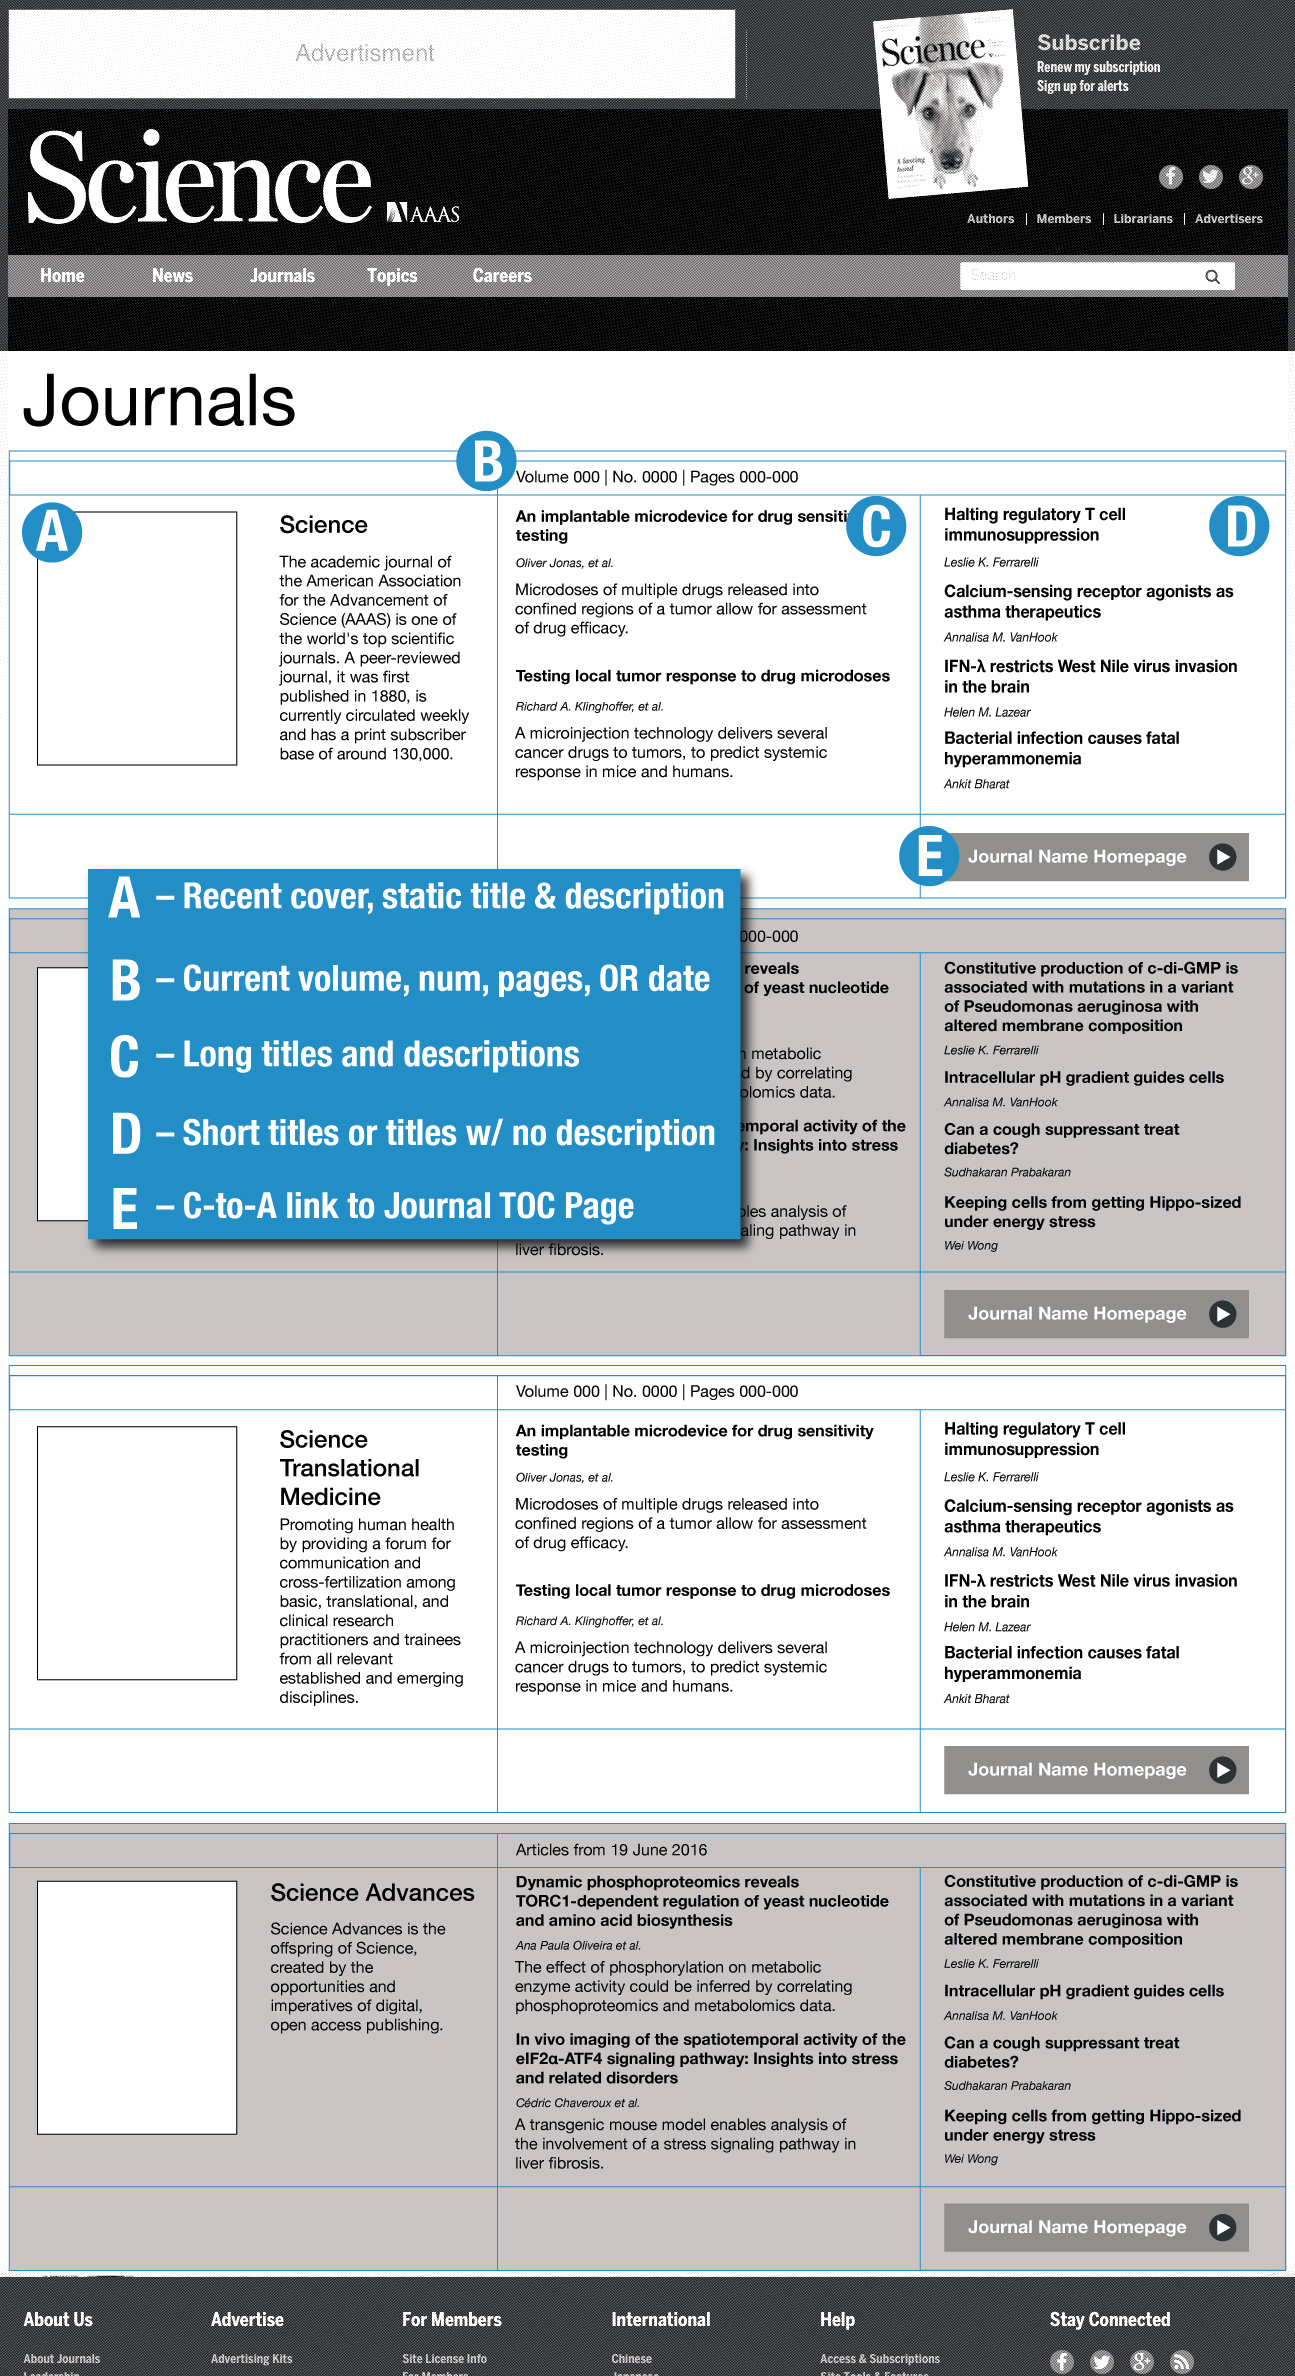 Advertisment
Science
Subscribe
Renew my subscription
Sign up for alerts
Science
AAAS
Authors | Members | Librarians | Advertisers
Home News Journals Topics Careers
Search
Journals
B
Volume 000 | No. 0000 | Pages 000-000
A
Science
The academic journal of
the American Association
for the Advancement of
Science (AAAS) is one of
the world's top scientific
journals. A peer-reviewed
journal, it was first
published in 1880, is
currently circulated weekly
and has a print subscriber
base of around 130,000.
An implantable microdevice for drug
testing
Oliver Jonas, et al.
Microdoses of multiple drugs released into
confined regions of a tumor allow for assessment
of drug efficacy.
Testing local tumor response to drug microdoses
Richard A. Klinghoffer, et al.
A microinjection technology delivers several
cancer drugs to tumors, to predict systemic
response in mice and humans.
C
Halting regulatory T cell
immunosuppression
Leslie K. Ferrarelli
Calcium-sensing receptor agonists as
asthma therapeutics
Annalisa M. VanHook
IFN-λ restricts West Nile virus invasion
in the brain
Helen M. Lazear
Bacterial infection causes fatal
hyperammonemia
Ankit Bharat
D
E
Journal Name Homepage
A – Recent cover, static title & description
B – Current volume, num, pages, OR date
C – Long titles and descriptions
D – Short titles or titles w/ no description
E – C-to-A link to Journal TOC Page
000-000
reveals
of yeast nucleotide
metabolic
by correlating
data.
activity of the
Insights into stress
analysis of
pathway in
liver fibrosis.
Constitutive production of c-di-GMP is
associated with mutations in a variant
of Pseudomonas aeruginosa with
altered membrane composition
Leslie K. Ferrarelli
Intracellular pH gradient guides cells
Annalisa M. VanHook
Can a cough suppressant treat
diabetes?
Sudhakaran Prabakaran
Keeping cells from getting Hippo-sized
under energy stress
Wei Wong
Journal Name Homepage
Volume 000 | No. 0000 | Pages 000-000
Science
Translational
Medicine
Promoting human health
by providing a forum for
communication and
cross-fertilization among
basic, translational, and
clinical research
practitioners and trainees
from all relevant
established and emerging
disciplines.
An implantable microdevice for drug sensitivity
testing
Oliver Jonas, et al.
Microdoses of multiple drugs released into
confined regions of a tumor allow for assessment
of drug efficacy.
Testing local tumor response to drug microdoses
Richard A. Klinghoffer, et al.
A microinjection technology delivers several
cancer drugs to tumors, to predict systemic
response in mice and humans.
Halting regulatory T cell
immunosuppression
Leslie K. Ferrarelli
Calcium-sensing receptor agonists as
asthma therapeutics
Annalisa M. VanHook
IFN-λ restricts West Nile virus invasion
in the brain
Helen M. Lazear
Bacterial infection causes fatal
hyperammonemia
Ankit Bharat
Journal Name Homepage
Articles from 19 June 2016
Science Advances
Science Advances is the
offspring of Science,
created by the
opportunities and
imperatives of digital,
open access publishing.
Dynamic phosphoproteomics reveals
TORC1-dependent regulation of yeast nucleotide
and amino acid biosynthesis
Ana Paula Oliveira et al.
The effect of phosphorylation on metabolic
enzyme activity could be inferred by correlating
phosphoproteomics and metabolomics data.
In vivo imaging of the spatiotemporal activity of the
eIF2α-ATF4 signaling pathway: Insights into stress
and related disorders
Cédric Chaveroux et al.
A transgenic mouse model enables analysis of
the involvement of a stress signaling pathway in
liver fibrosis.
Constitutive production of c-di-GMP is
associated with mutations in a variant
of Pseudomonas aeruginosa with
altered membrane composition
Leslie K. Ferrarelli
Intracellular pH gradient guides cells
Annalisa M. VanHook
Can a cough suppressant treat
diabetes?
Sudhakaran Prabakaran
Keeping cells from getting Hippo-sized
under energy stress
Wei Wong
Journal Name Homepage
About Us Advertise For Members International Help Stay Connected
About Journals Advertising Kits Site License Info Chinese Access & Subscriptions